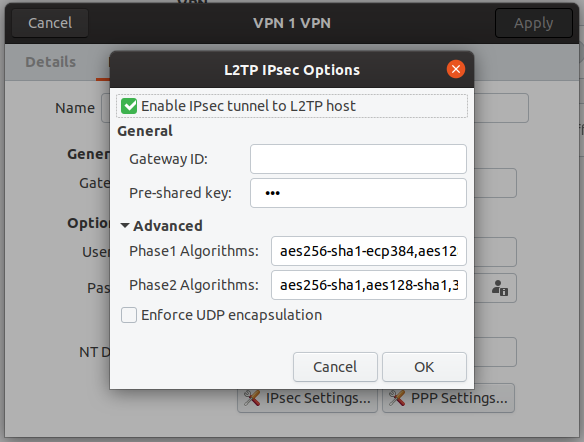 VPN
Cancel
VPN 1 VPN
Apply
Details
L2TP IPsec Options
Enable IPsec tunnel to L2TP host
Name
General
Gener
Gateway ID:
Gate
Pre-shared key: •••
Optio
Advanced
User
Phase1 Algorithms: aes256-sha1-ecp384,aes12
Pas
Phase2 Algorithms: aes256-sha1,aes128-sha1,3
Enforce UDP encapsulation
NT D
Cancel
OK
IPsec Settings...
PPP Settings...